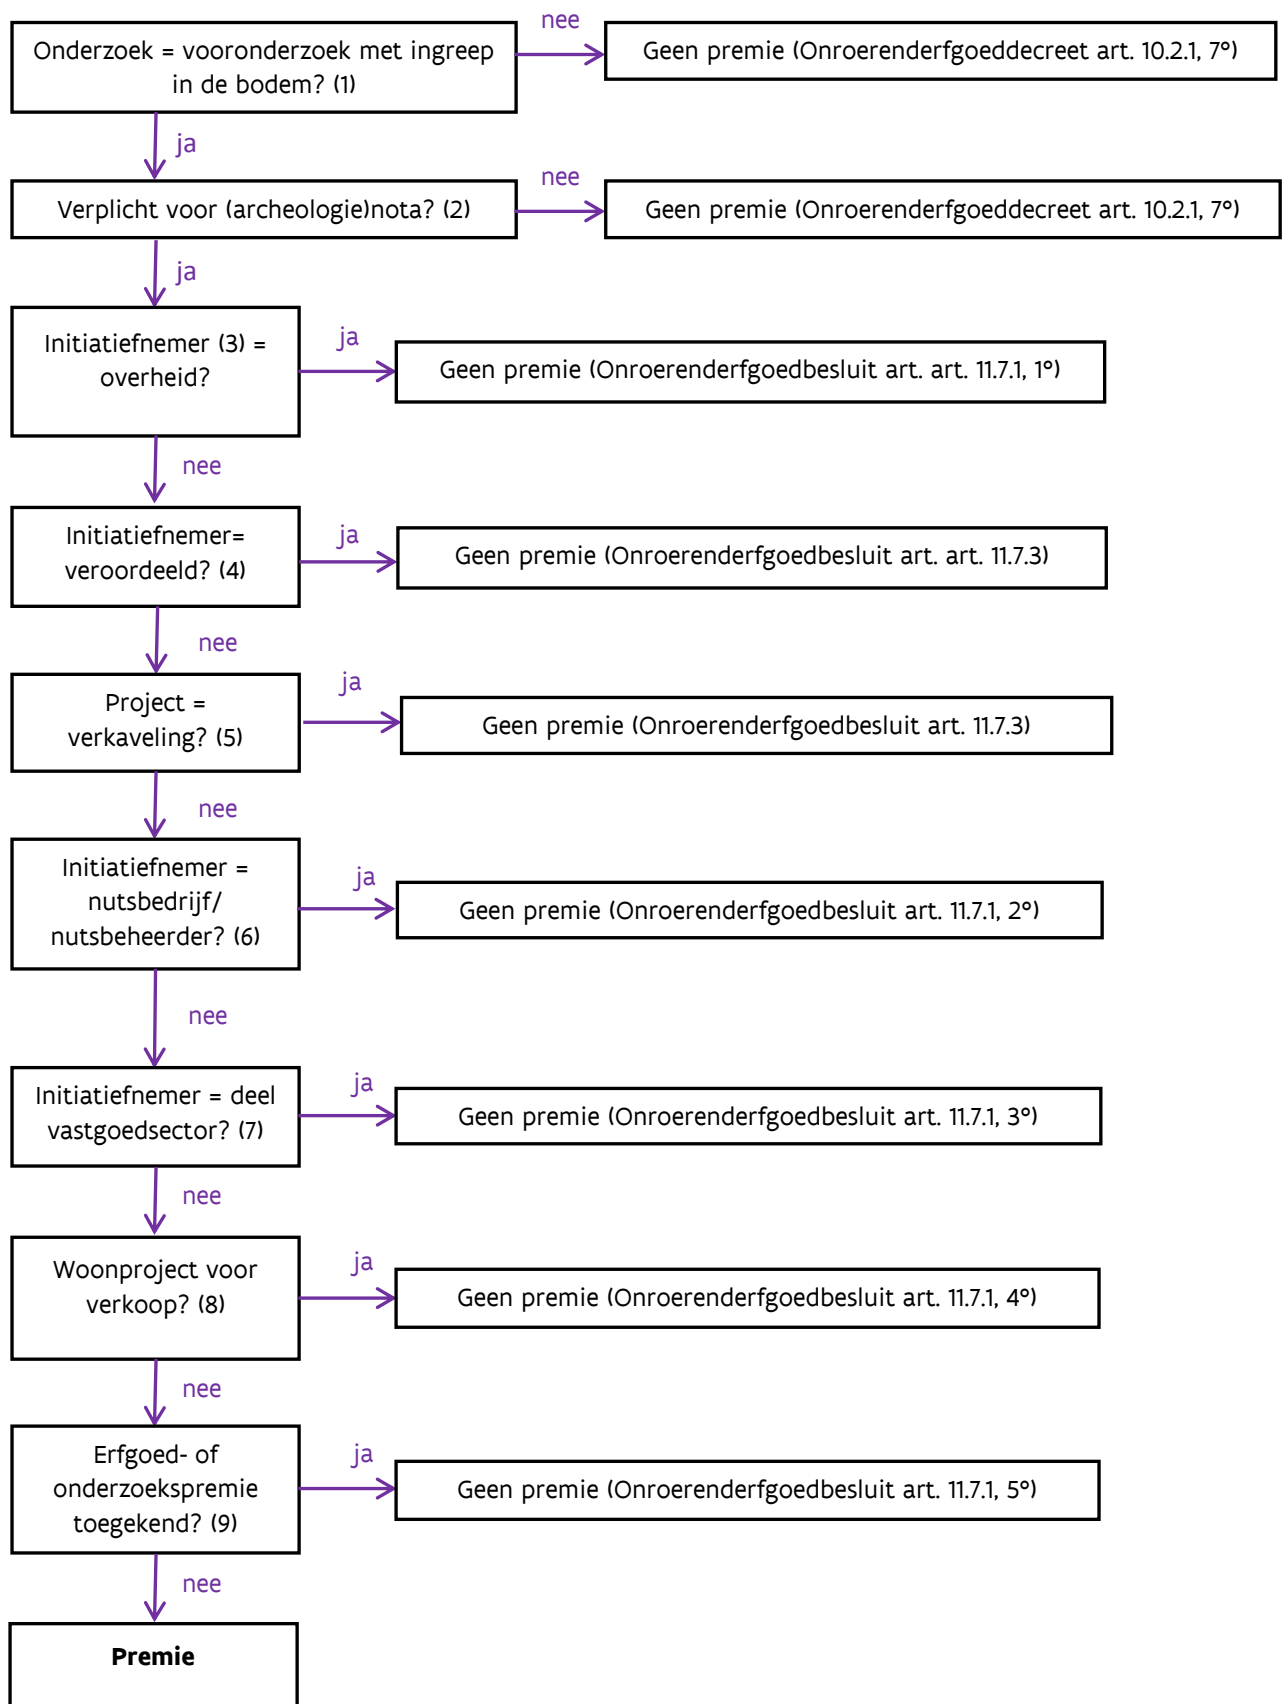 Onderzoek = vooronderzoek met ingreep
in de bodem? (1)
nee
Geen premie (Onroerenderfgoeddecreet art. 10.2.1, 7°)
ja
Verplicht voor (archeologie)nota? (2)
nee
Geen premie (Onroerenderfgoeddecreet art. 10.2.1, 7°)
ja
Initiatiefnemer (3) =
overheid?
ja
Geen premie (Onroerenderfgoedbesluit art. art. 11.7.1, 1°)
nee
Initiatiefnemer=
veroordeeld? (4)
ja
Geen premie (Onroerenderfgoedbesluit art. art. 11.7.3)
nee
Project =
verkaveling? (5)
ja
Geen premie (Onroerenderfgoedbesluit art. 11.7.3)
nee
Initiatiefnemer =
nutsbedrijf/
nutsbeheerder? (6)
ja
Geen premie (Onroerenderfgoedbesluit art. 11.7.1, 2°)
nee
Initiatiefnemer = deel
vastgoedsector? (7)
ja
Geen premie (Onroerenderfgoedbesluit art. 11.7.1, 3°)
nee
Woonproject voor
verkoop? (8)
ja
Geen premie (Onroerenderfgoedbesluit art. 11.7.1, 4°)
nee
Erfgoed- of
onderzoekspremie
toegekend? (9)
ja
Geen premie (Onroerenderfgoedbesluit art. 11.7.1, 5°)
nee
Premie